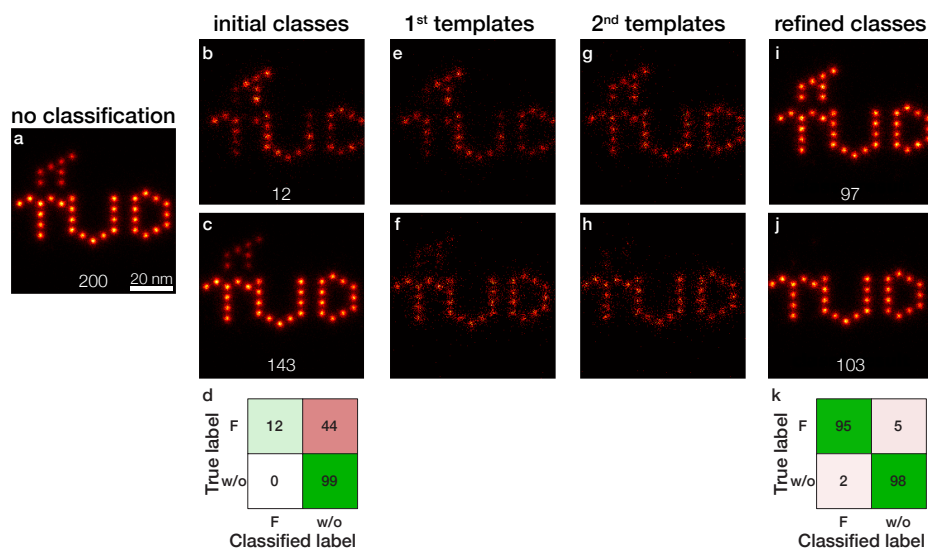 initial classes
1st templates
2nd templates
refined classes
no classification
a
200
20 nm
b
12
c
143
d
True label
F
w/o
12
44
0
99
F
w/o
Classified label
e
f
g
h
i
97
j
103
k
True label
F
w/o
95
5
2
98
F
w/o
Classified label